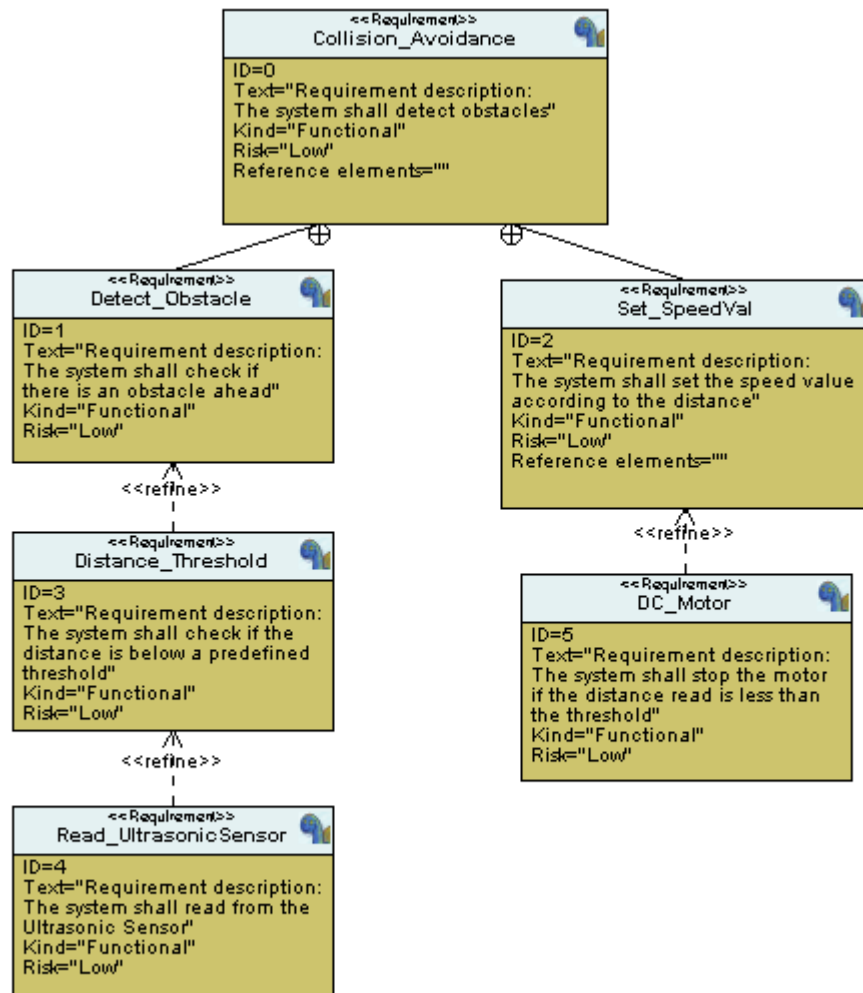 <<Requirement>>
Collision_Avoidance
ID=0
Text="Requirement description:
The system shall detect obstacles"
Kind="Functional"
Risk="Low"
Reference elements=""
<<Requirement>>
Detect_Obstacle
ID=1
Text="Requirement description:
The system shall check if
there is an obstacle ahead"
Kind="Functional"
Risk="Low"
<<Requirement>>
Set_SpeedVal
ID=2
Text="Requirement description:
The system shall set the speed value
according to the distance"
Kind="Functional"
Risk="Low"
Reference elements=""
<<refine>>
<<refine>>
<<Requirement>>
Distance_Threshold
ID=3
Text="Requirement description:
The system shall check if the
distance is below a predefined
threshold"
Kind="Functional"
Risk="Low"
<<Requirement>>
DC_Motor
ID=5
Text="Requirement description:
The system shall stop the motor
if the distance read is less than
the threshold"
Kind="Functional"
Risk="Low"
<<refine>>
<<Requirement>>
Read_UltrasonicSensor
ID=4
Text="Requirement description:
The system shall read from the
Ultrasonic Sensor"
Kind="Functional"
Risk="Low"